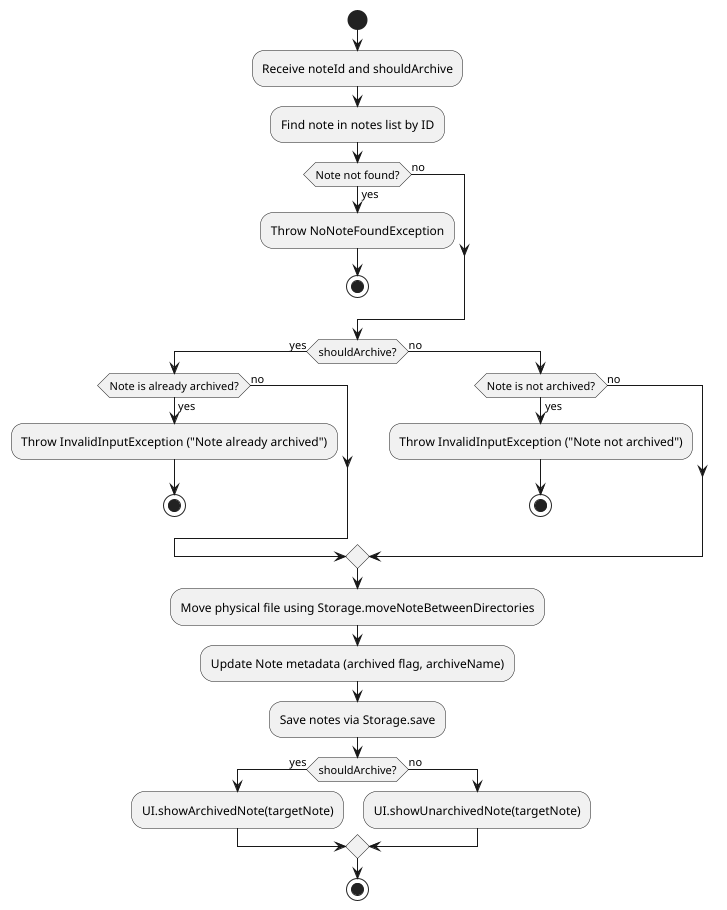 Receive noteId and shouldArchive
Find note in notes list by ID
Note not found?
no
yes
Throw NoNoteFoundException
yes
shouldArchive?
no
Note is already archived?
no
yes
Throw InvalidInputException ("Note already archived")
Note is not archived?
no
yes
Throw InvalidInputException ("Note not archived")
Move physical file using Storage.moveNoteBetweenDirectories
Update Note metadata (archived flag, archiveName)
Save notes via Storage.save
yes
shouldArchive?
no
UI.showArchivedNote(targetNote)
UI.showUnarchivedNote(targetNote)